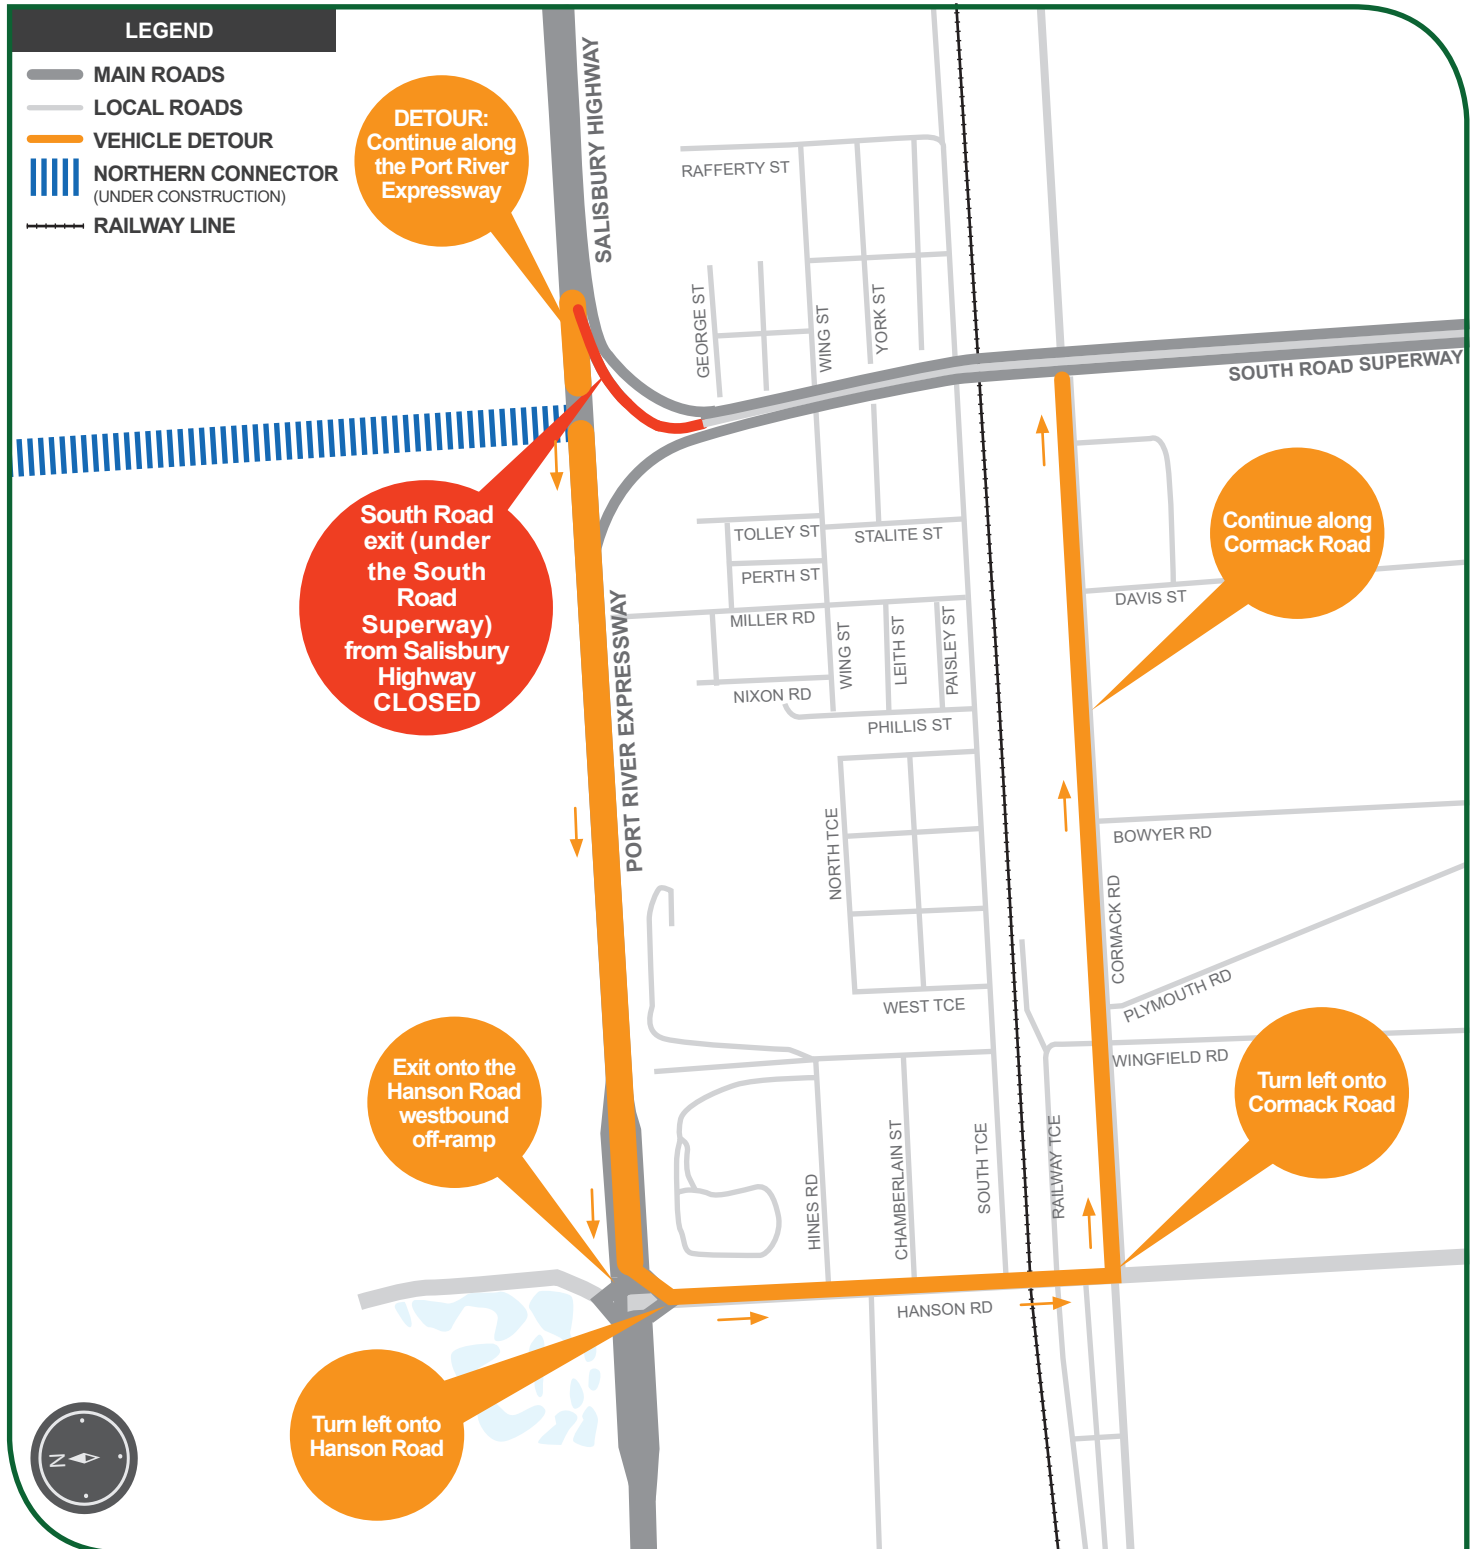 LEGEND
MAIN ROADS
LOCAL ROADS
VEHICLE DETOUR
NORTHERN CONNECTOR
(UNDER CONSTRUCTION)
RAILWAY LINE
DETOUR:
Continue along
the Port River
Expressway
SALISBURY HIGHWAY
RAFFERTY ST
GEORGE ST
WING ST
YORK ST
SOUTH ROAD SUPERWAY
South Road
exit (under
the South
Road
Superway)
from Salisbury
Highway
CLOSED
Continue along
Cormack Road
TOLLEY ST
STALITE ST
PERTH ST
DAVIS ST
MILLER RD
WING ST
LEITH ST
PAISLEY ST
NIXON RD
PHILLIS ST
PORT RIVER EXPRESSWAY
NORTH TCE
BOWYER RD
CORMACK RD
PLYMOUTH RD
WEST TCE
WINGFIELD RD
Exit onto the
Hanson Road
westbound
off-ramp
Turn left onto
Cormack Road
HINES RD
CHAMBERLAIN ST
SOUTH TCE
RAILWAY TCE
HANSON RD
Turn left onto
Hanson Road
N